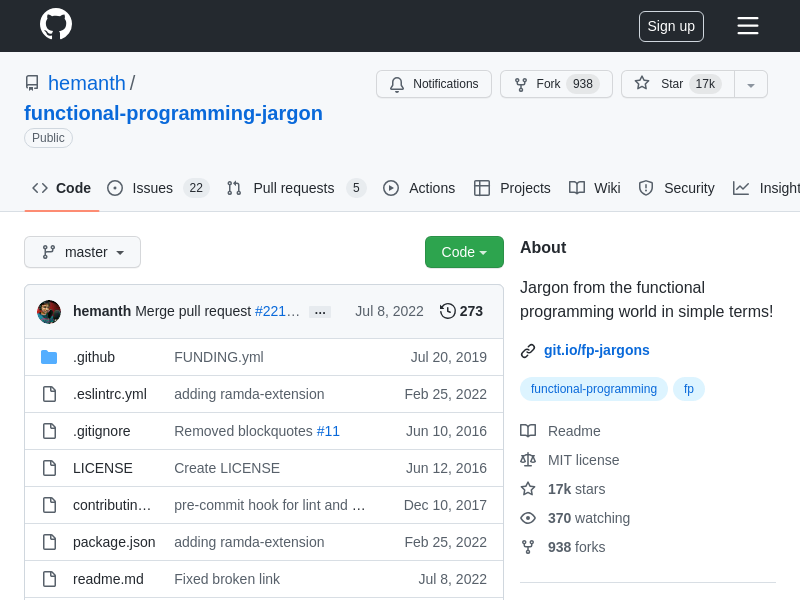 Sign up
hemanth /
functional-programming-jargon
Public
Notifications
Fork 938
Star 17k
Code
Issues 22
Pull requests 5
Actions
Projects
Wiki
Security
Insight
master
Code
hemanth Merge pull request #221… … Jul 8, 2022 273
.github FUNDING.yml Jul 20, 2019
.eslintrc.yml adding ramda-extension Feb 25, 2022
.gitignore Removed blockquotes #11 Jun 10, 2016
LICENSE Create LICENSE Jun 12, 2016
contributin… pre-commit hook for lint and … Dec 10, 2017
package.json adding ramda-extension Feb 25, 2022
readme.md Fixed broken link Jul 8, 2022
About
Jargon from the functional
programming world in simple terms!
git.io/fp-jargons
functional-programming fp
Readme
MIT license
17k stars
370 watching
938 forks